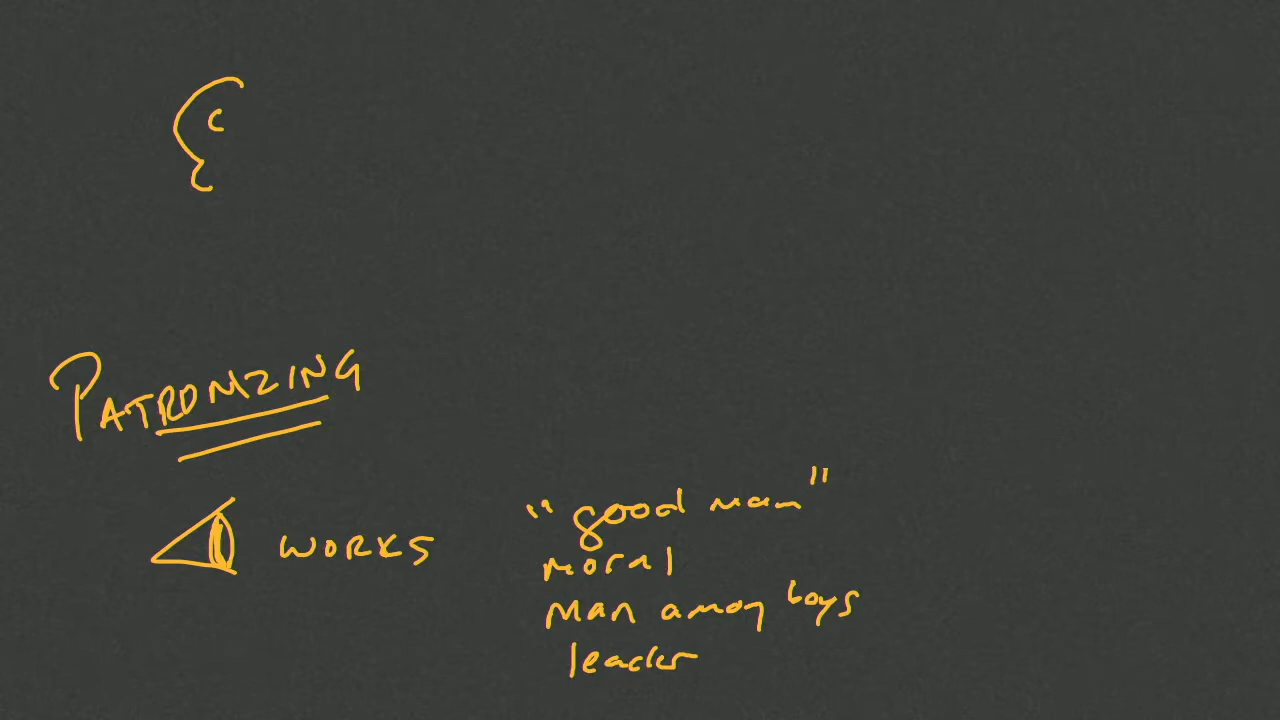 PATRONIZING
WORKS
"good man"
moral
man among boys
leader